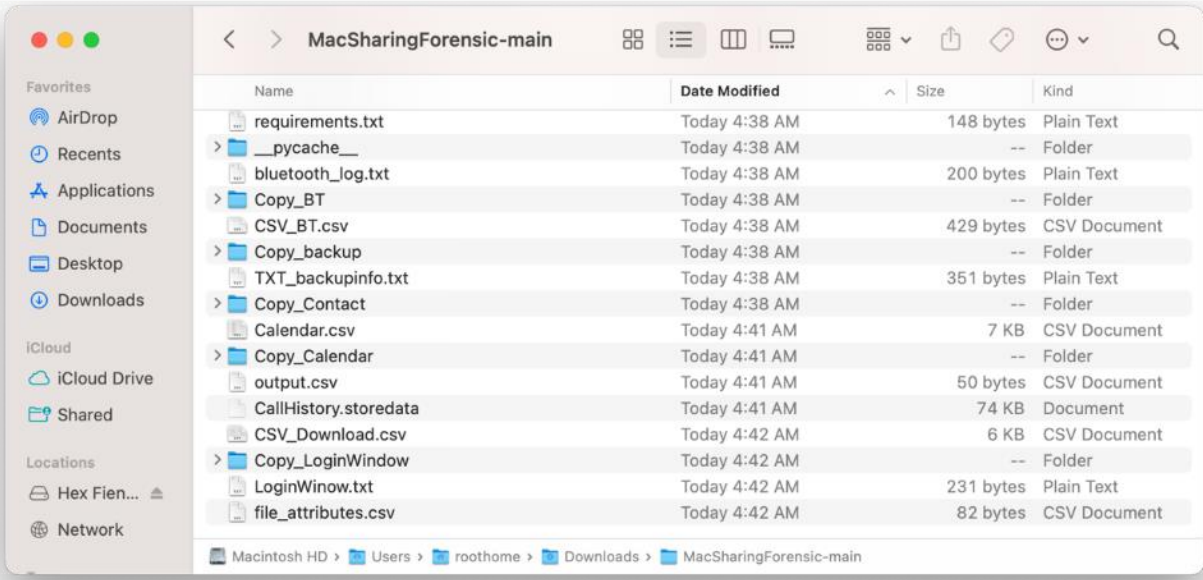 MacSharingForensic-main
Favorites
AirDrop
Recents
Applications
Documents
Desktop
Downloads
iCloud
iCloud Drive
Shared
Locations
Hex Fien...
Network
Name Date Modified Size Kind
requirements.txt Today 4:38 AM 148 bytes Plain Text
__pycache__ Today 4:38 AM -- Folder
bluetooth_log.txt Today 4:38 AM 200 bytes Plain Text
Copy_BT Today 4:38 AM -- Folder
CSV_BT.csv Today 4:38 AM 429 bytes CSV Document
Copy_backup Today 4:38 AM -- Folder
TXT_backupinfo.txt Today 4:38 AM 351 bytes Plain Text
Copy_Contact Today 4:38 AM -- Folder
Calendar.csv Today 4:41 AM 7 KB CSV Document
Copy_Calendar Today 4:41 AM -- Folder
output.csv Today 4:41 AM 50 bytes CSV Document
CallHistory.storedata Today 4:41 AM 74 KB Document
CSV_Download.csv Today 4:42 AM 6 KB CSV Document
Copy_LoginWindow Today 4:42 AM -- Folder
LoginWinow.txt Today 4:42 AM 231 bytes Plain Text
file_attributes.csv Today 4:42 AM 82 bytes CSV Document
Macintosh HD › Users › roothome › Downloads › MacSharingForensic-main